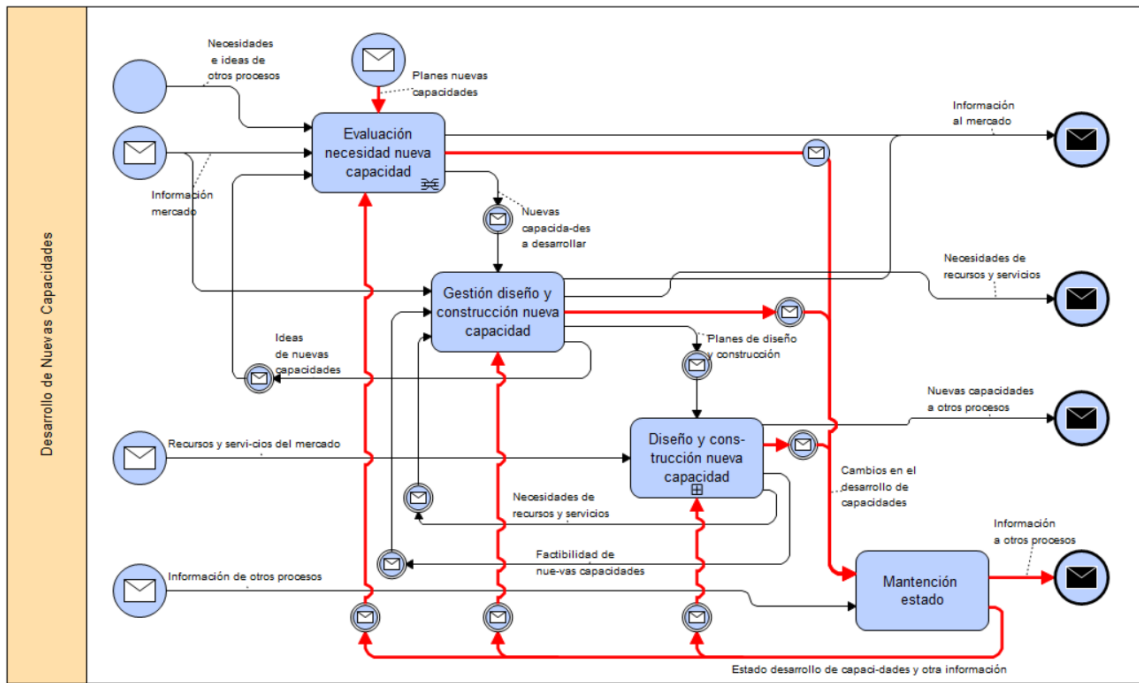 Desarrollo de Nuevas Capacidades
Necesidades
e ideas de
otros procesos
Planes nuevas
capacidades
Información
al mercado
Evaluación
necesidad nueva
capacidad
Información
mercado
Nuevas
capacida-des
a desarrollar
Necesidades de
recursos y servicios
Gestión diseño y
construcción nueva
capacidad
Ideas
de nuevas
capacidades
Planes de diseño
y construcción
Nuevas capacidades
a otros procesos
Recursos y servi-cios del mercado
Diseño y cons-
trucción nueva
capacidad
Cambios en el
desarrollo de
capacidades
Necesidades de
recursos y servicios
Información
a otros procesos
Factibilidad de
nue-vas capacidades
Información de otros procesos
Mantención
estado
Estado desarrollo de capaci-dades y otra información